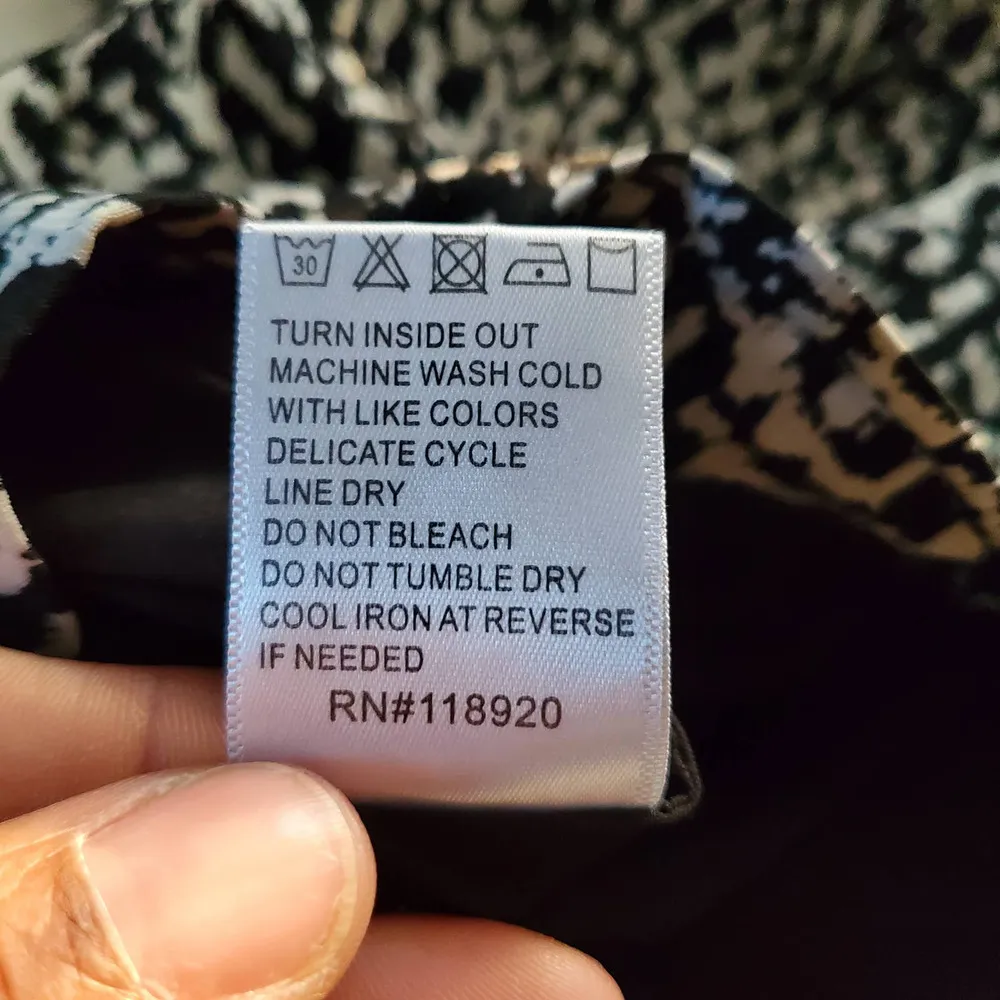 30
TURN INSIDE OUT
MACHINE WASH COLD
WITH LIKE COLORS
DELICATE CYCLE
LINE DRY
DO NOT BLEACH
DO NOT TUMBLE DRY
COOL IRON AT REVERSE
IF NEEDED
RN#118920